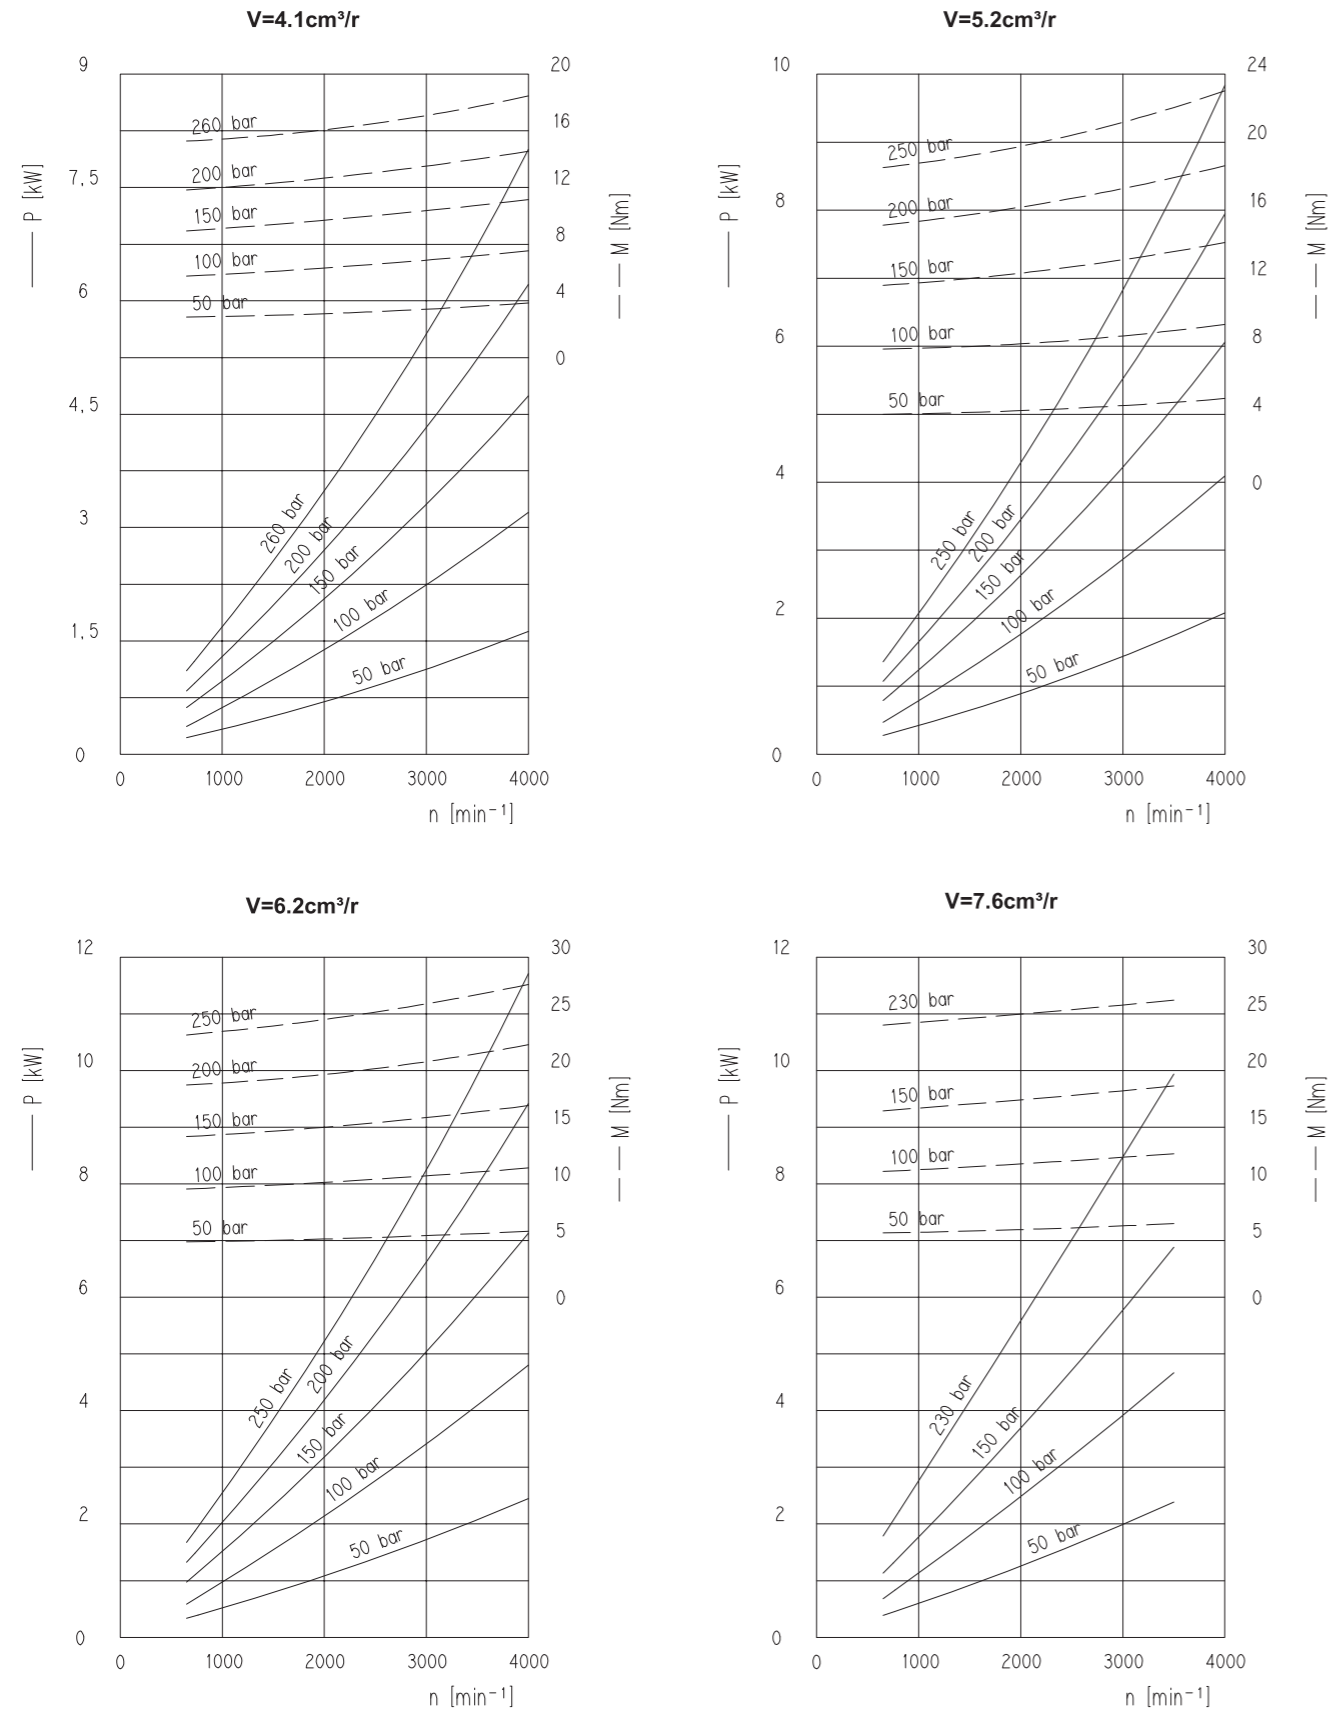 V=4.1cm³/r
9
7,5
6
4,5
3
1,5
0
P [kW]
20
16
12
8
4
0
M [Nm]
260 bar
200 bar
150 bar
100 bar
50 bar
260 bar
200 bar
150 bar
100 bar
50 bar
0 1000 2000 3000 4000
n [min⁻¹]
V=5.2cm³/r
10
8
6
4
2
0
P [kW]
24
20
16
12
8
4
0
M [Nm]
250 bar
200 bar
150 bar
100 bar
50 bar
250 bar
200 bar
150 bar
100 bar
50 bar
0 1000 2000 3000 4000
n [min⁻¹]
V=6.2cm³/r
12
10
8
6
4
2
0
P [kW]
30
25
20
15
10
5
0
M [Nm]
250 bar
200 bar
150 bar
100 bar
50 bar
250 bar
200 bar
150 bar
100 bar
50 bar
0 1000 2000 3000 4000
n [min⁻¹]
V=7.6cm³/r
12
10
8
6
4
2
0
P [kW]
30
25
20
15
10
5
0
M [Nm]
230 bar
150 bar
100 bar
50 bar
230 bar
150 bar
100 bar
50 bar
0 1000 2000 3000 4000
n [min⁻¹]